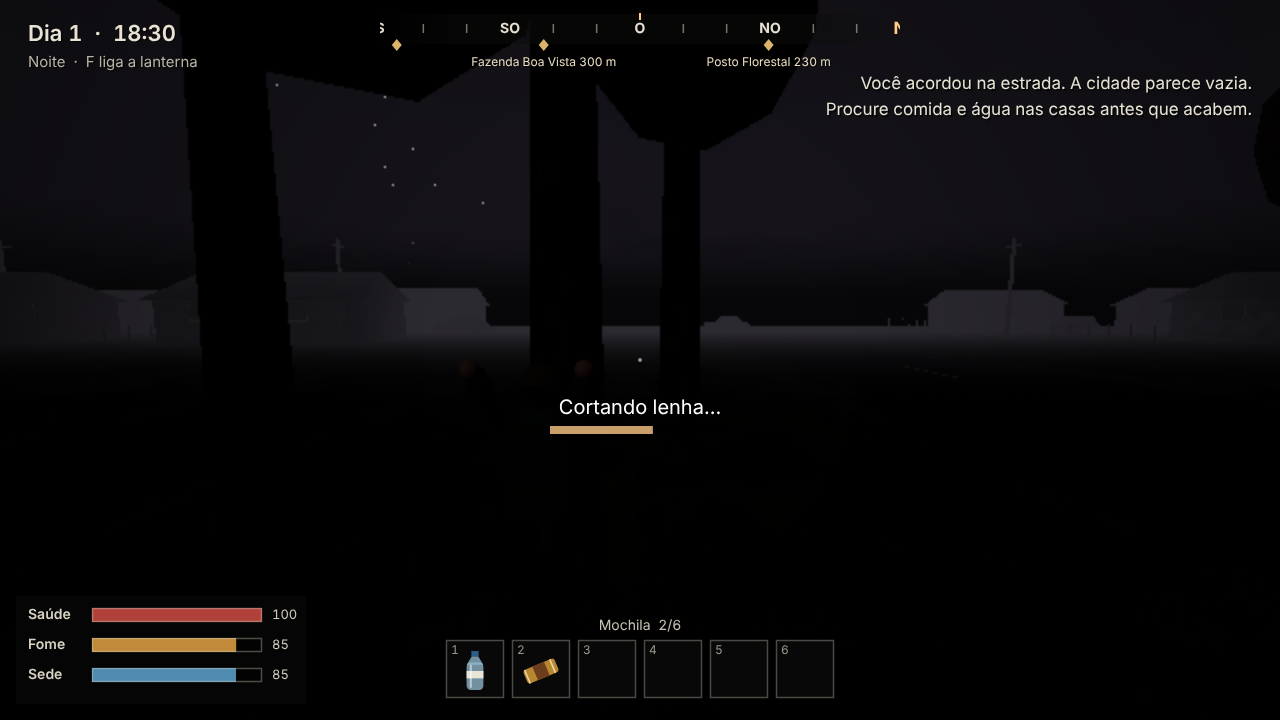 Dia 1 · 18:30
Noite · F liga a lanterna
S SO O NO N
Fazenda Boa Vista 300 m Posto Florestal 230 m
Você acordou na estrada. A cidade parece vazia.
Procure comida e água nas casas antes que acabem.
Cortando lenha...
Saúde 100
Fome 85
Sede 85
Mochila 2/6
1 2 3 4 5 6